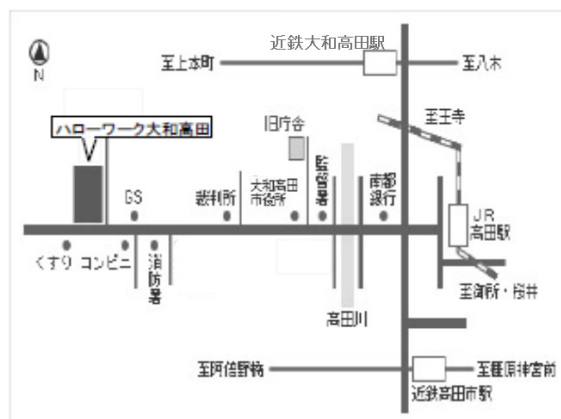 近鉄大和高田駅
至上本町
至八木
N
至王寺
ハローワーク大和高田
旧庁舎
GS
裁判所
大和高田
市役所
監督署
南都
銀行
JR
高田駅
くすり
コンビニ
消防署
高田川
至御所・桜井
至阿倍野橋
至橿原神宮前
近鉄高田市駅